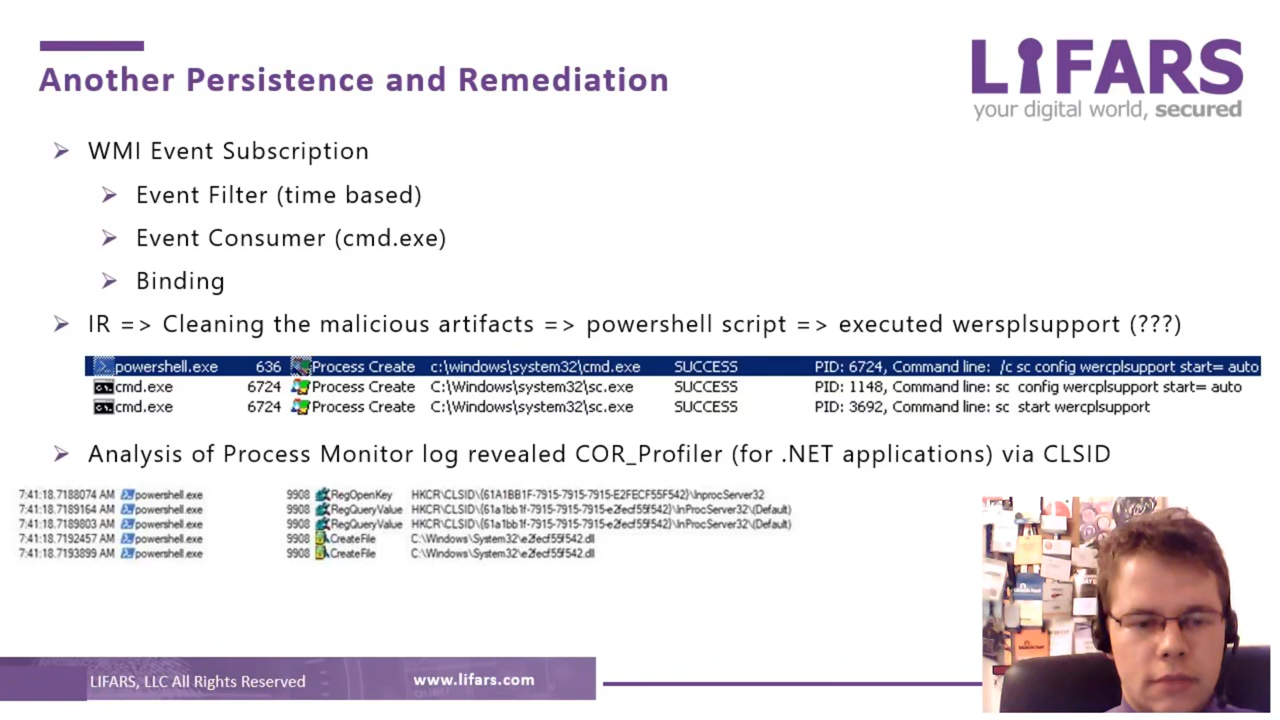 Another Persistence and Remediation
LIFARS
your digital world, secured
WMI Event Subscription
Event Filter (time based)
Event Consumer (cmd.exe)
Binding
IR => Cleaning the malicious artifacts => powershell script => executed wersplsupport (???)
powershell.exe 636 Process Create c:\windows\system32\cmd.exe SUCCESS PID: 6724, Command line: /c sc config wercplsupport start= auto
cmd.exe 6724 Process Create C:\Windows\system32\sc.exe SUCCESS PID: 1148, Command line: sc config wercplsupport start= auto
cmd.exe 6724 Process Create C:\Windows\system32\sc.exe SUCCESS PID: 3692, Command line: sc start wercplsupport
Analysis of Process Monitor log revealed COR_Profiler (for .NET applications) via CLSID
7:41:18.7188074 AM powershell.exe 9908 RegOpenKey HKCR\CLSID\{61A1BB1F-7915-7915-7915-E2FECF55F542}\InprocServer32
7:41:18.7189164 AM powershell.exe 9908 RegQueryValue HKCR\CLSID\{61a1bb1f-7915-7915-7915-e2fecf55f542}\InProcServer32\(Default)
7:41:18.7189803 AM powershell.exe 9908 RegQueryValue HKCR\CLSID\{61a1bb1f-7915-7915-7915-e2fecf55f542}\InProcServer32\(Default)
7:41:18.7192457 AM powershell.exe 9908 CreateFile C:\Windows\System32\e2fecf55f542.dll
7:41:18.7193899 AM powershell.exe 9908 CreateFile C:\Windows\System32\e2fecf55f542.dll
LIFARS, LLC All Rights Reserved
www.lifars.com